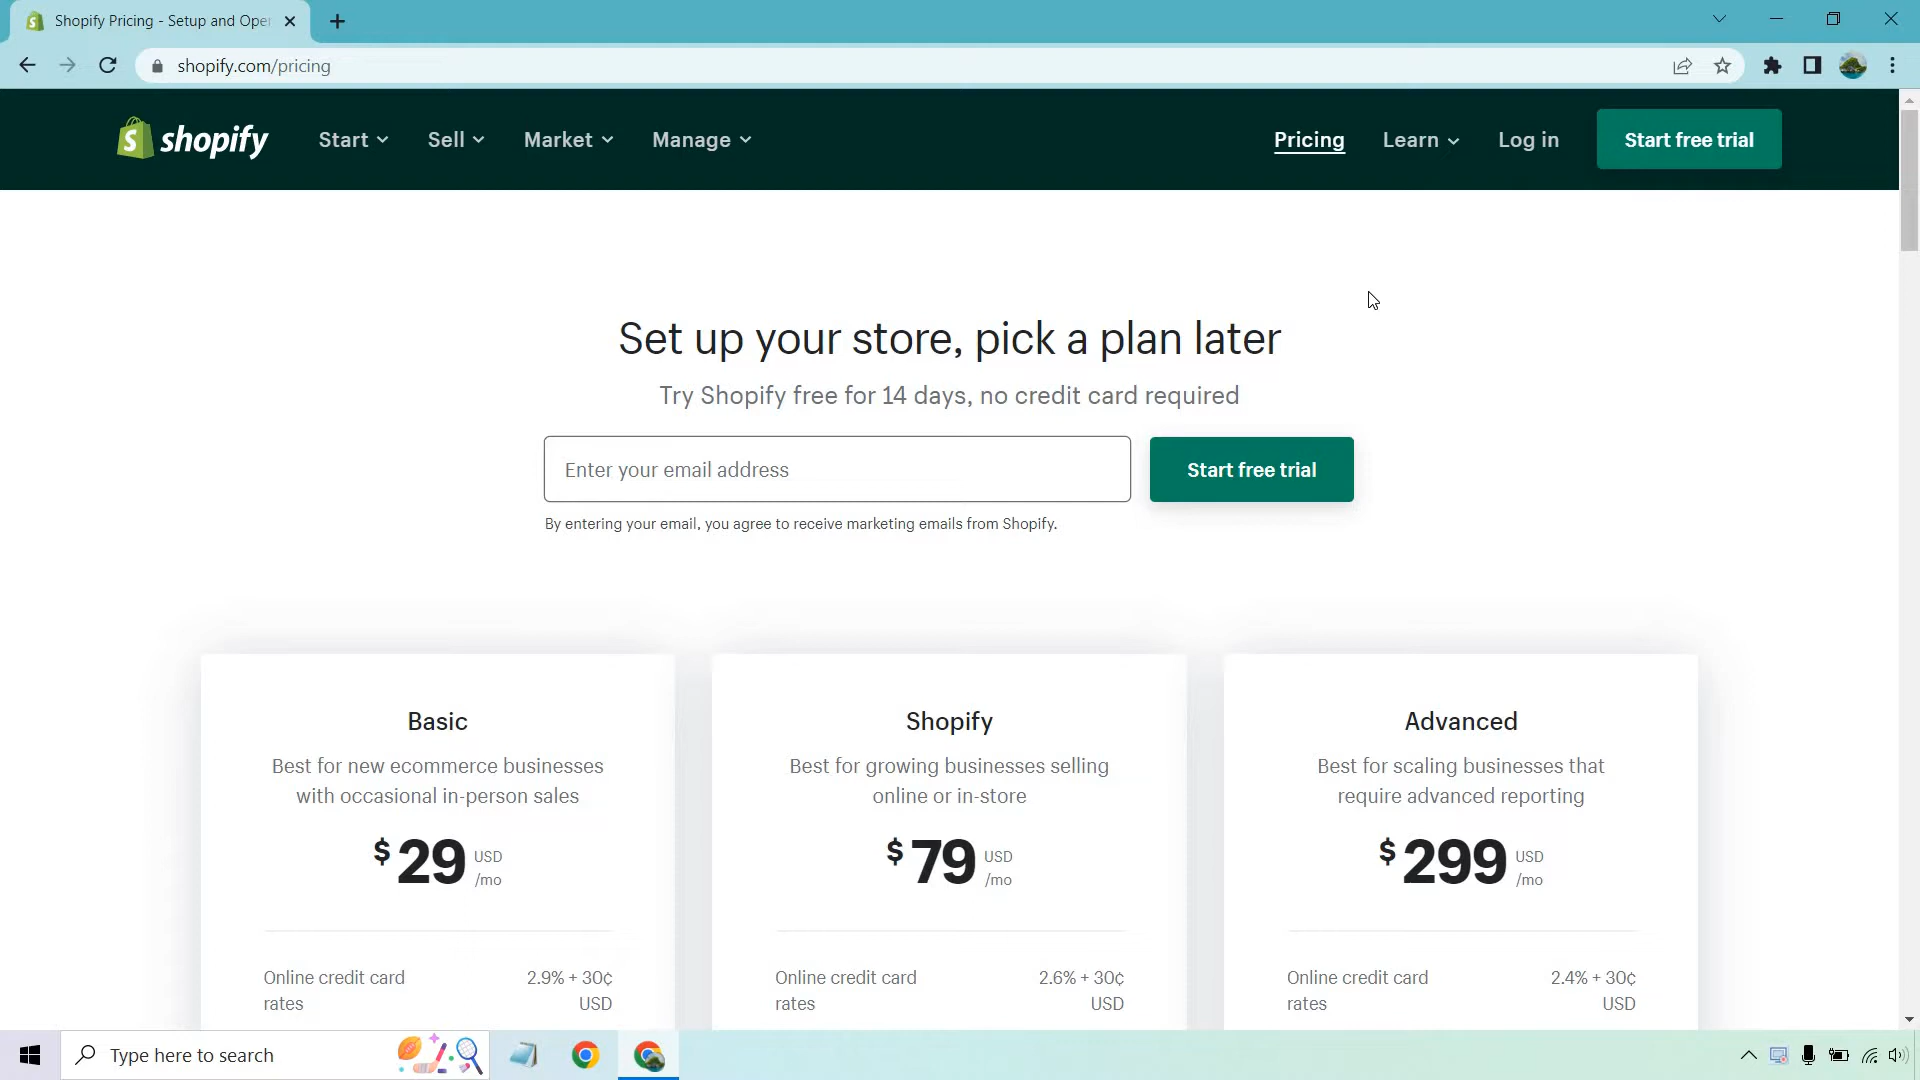 Shopify Pricing - Setup and Oper
shopify.com/pricing
shopify
Start
Sell
Market
Manage
Pricing
Learn
Log in
Start free trial
Set up your store, pick a plan later
Try Shopify free for 14 days, no credit card required
Enter your email address
Start free trial
By entering your email, you agree to receive marketing emails from Shopify.
Basic
Best for new ecommerce businesses
with occasional in-person sales
$ 29 USD
/mo
Online credit card 2.9% + 30¢
rates USD
Shopify
Best for growing businesses selling
online or in-store
$ 79 USD
/mo
Online credit card 2.6% + 30¢
rates USD
Advanced
Best for scaling businesses that
require advanced reporting
$ 299 USD
/mo
Online credit card 2.4% + 30¢
rates USD
Type here to search